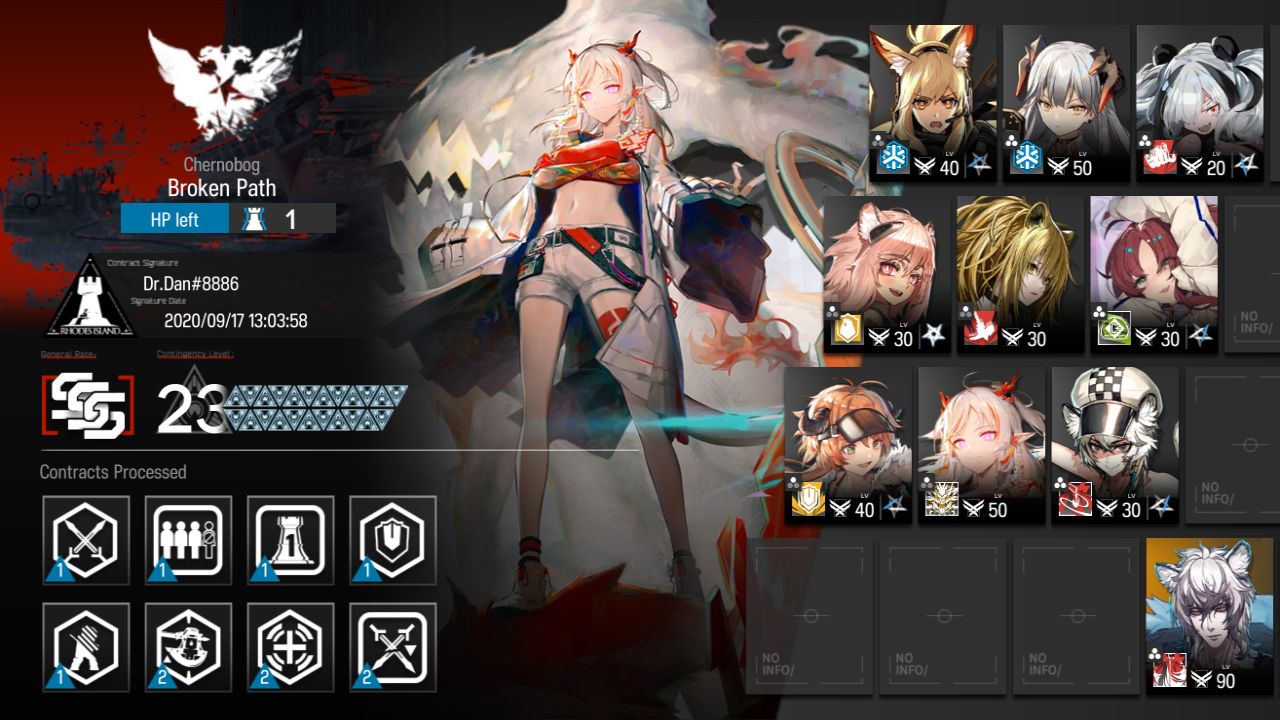 Chernobog
Broken Path
HP left 1
Contract Signature
Dr.Dan#8886
Signature Date
2020/09/17 13:03:58
RHODES ISLAND
General Rate:
Contingency Level :
SSS
23
Contracts Processed
1
1
1
1
1
1
2
2
2
LV
40
LV
50
LV
20
LV
30
LV
30
LV
30
NO
INFO/
LV
40
LV
50
LV
30
NO
INFO/
NO
INFO/
NO
INFO/
NO
INFO/
LV
90